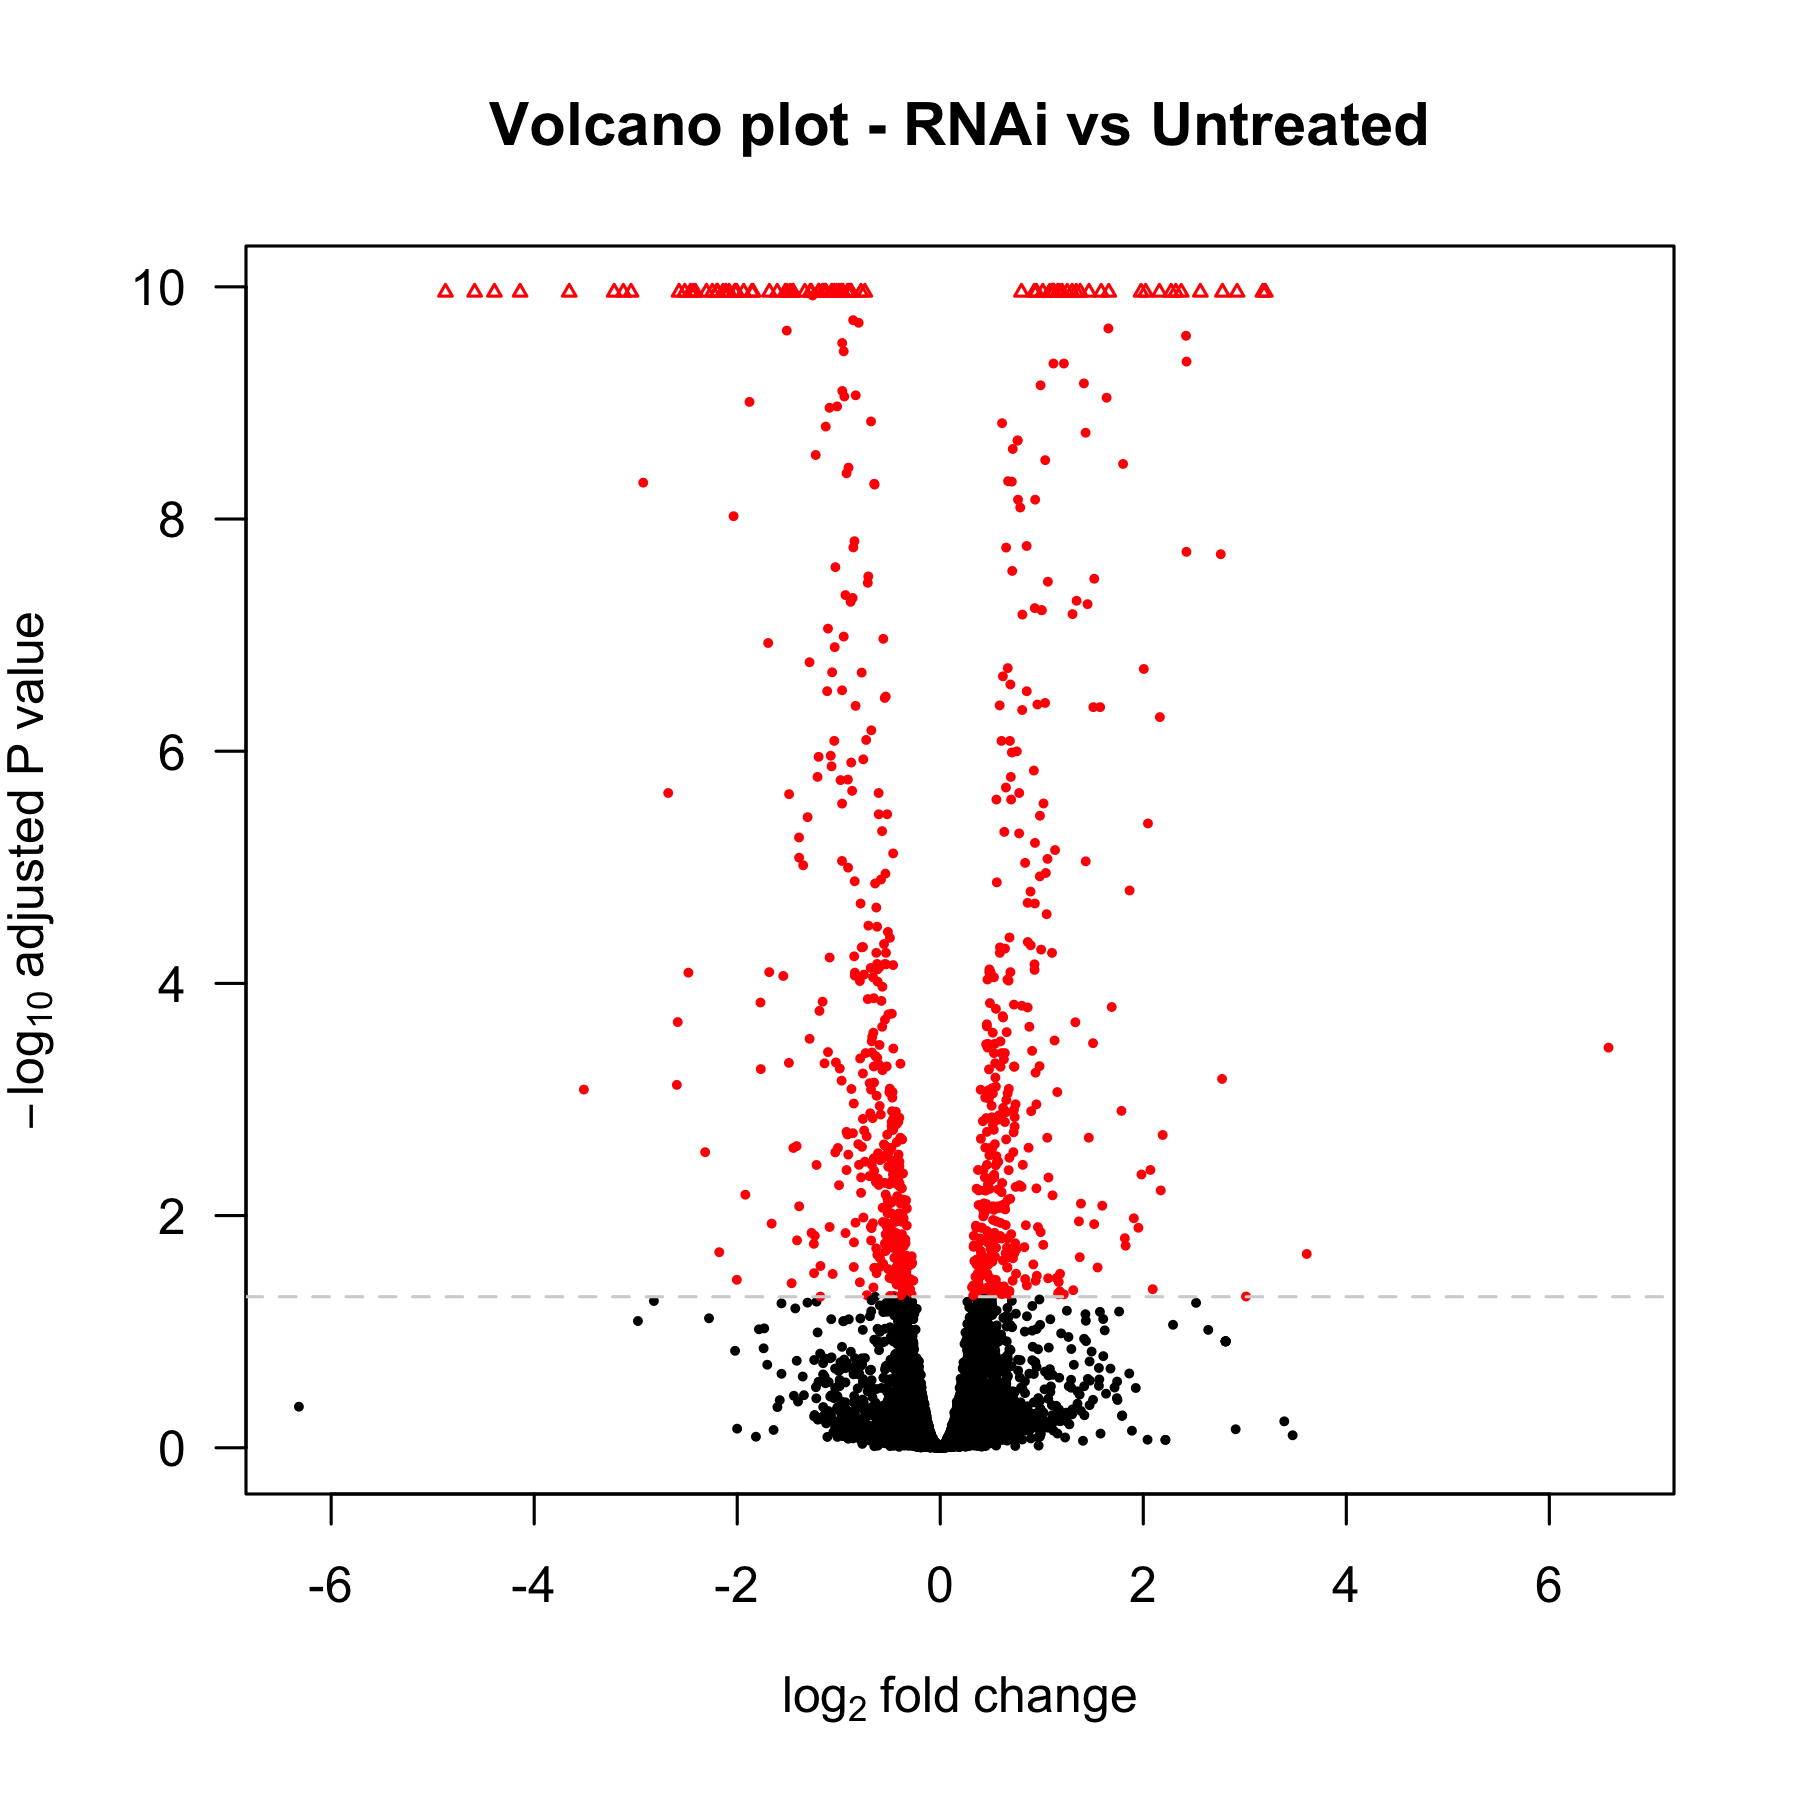 Volcano plot - RNAi vs Untreated
– log₁₀ adjusted P value
10
8
6
4
2
0
-6 -4 -2 0 2 4 6
log₂ fold change